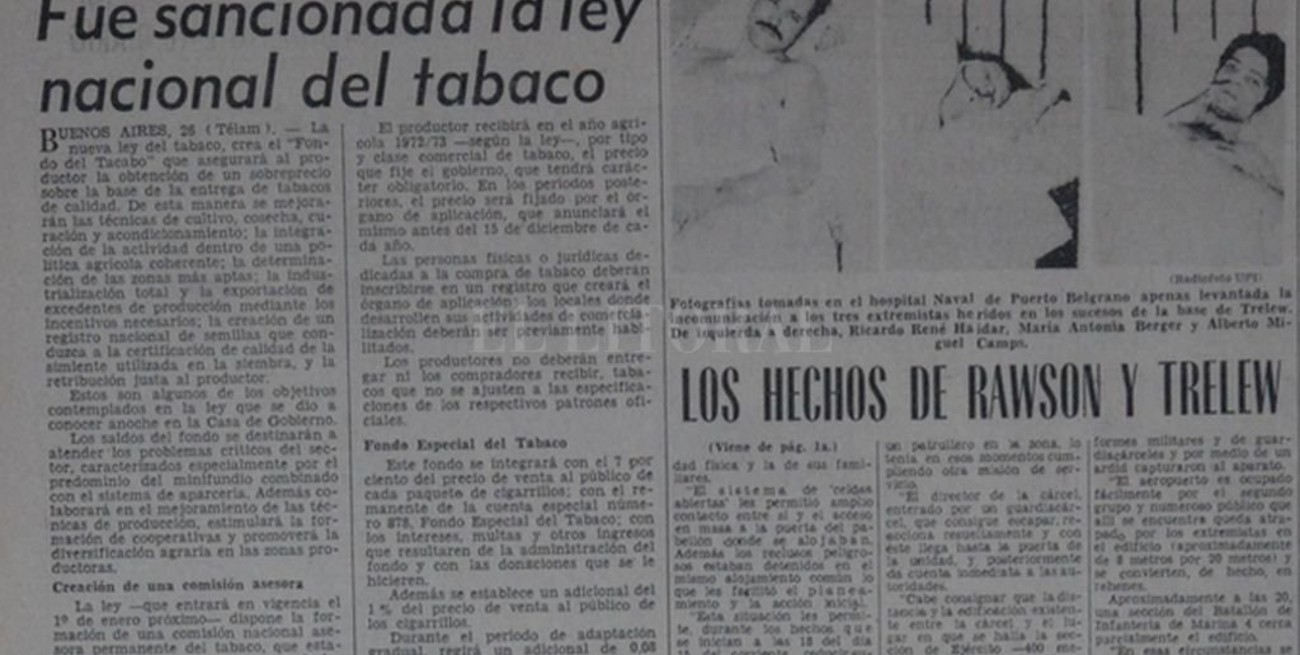 Fue sancionada la ley
nacional del tabaco
BUENOS AIRES, 26 (Télam). — La
nueva ley del tabaco, crea el "Fon-
do del Tacabo" que asegurará al pro-
ductor la obtención de un sobreprecio
sobre la base de la entrega de tabacos
de calidad. De esta manera se mejora-
rán las técnicas de cultivo, cosecha, cu-
ración y acondicionamiento; la integra-
ción de la actividad dentro de una po-
lítica agrícola coherente; la determina-
ción de las zonas más aptas; la indus-
trialización total y la exportación de
excedentes de producción mediante los
incentivos necesarios; la creación de un
registro nacional de semillas que con-
duzca a la certificación de calidad de la
simiente utilizada en la siembra, y la
retribución justa al productor.
Estos son algunos de los objetivos
contemplados en la ley que se dio a
conocer anoche en la Casa de Gobierno.
Los saldos del fondo se destinarán a
atender los problemas críticos del sec-
tor, caracterizados especialmente por el
predominio del minifundio combinado
con el sistema de aparcería. Además co-
laborará en el mejoramiento de las téc-
nicas de producción, estimulará la for-
mación de cooperativas y promoverá la
diversificación agraria en las zonas pro-
ductoras.
Creación de una comisión asesora
La ley —que entrará en vigencia el
1º de enero próximo— dispone la for-
mación de una comisión nacional ase-
sora permanente del tabaco, que esta-
El productor recibirá en el año agrí-
cola 1972/73 —según la ley—, por tipo
y clase comercial de tabaco, el precio
que fije el gobierno, que tendrá carác-
ter obligatorio. En los períodos poste-
riores, el precio será fijado por el ór-
gano de aplicación, que anunciará el
mismo antes del 15 de diciembre de ca-
da año.
Las personas físicas o jurídicas de-
dicadas a la compra de tabaco deberán
inscribirse en un registro que creará el
órgano de aplicación; los locales donde
desarrollen sus actividades de comercia-
lización deberán ser previamente habi-
litados.
Los productores no deberán entre-
gar ni los compradores recibir, taba-
cos que no se ajusten a las especifica-
ciones de los respectivos patrones ofi-
ciales.
Fondo Especial del Tabaco
Este fondo se integrará con el 7 por
ciento del precio de venta al público de
cada paquete de cigarrillos; con el re-
manente de la cuenta especial núme-
ro 878, Fondo Especial del Tabaco; con
los intereses, multas y otros ingresos
que resultaren de la administración del
fondo y con las donaciones que se le
hicieren.
Además se establece un adicional del
1 % del precio de venta al público de
los cigarrillos.
Durante el período de adaptación
gradual, regirá un adicional de 0,08
(Radiofoto UPI)
Fotografías tomadas en el hospital Naval de Puerto Belgrano apenas levantada la
incomunicación a los tres extremistas heridos en los sucesos de la base de Trelew.
De izquierda a derecha, Ricardo René Haidar, María Antonia Berger y Alberto Mi-
guel Camps.
EL LITORAL
LOS HECHOS DE RAWSON Y TRELEW
(Viene de pág. 1a.)
dad física y la de sus fami-
liares.
"El sistema de 'celdas
abiertas' les permitió amplio
contacto entre sí y el acceso
en masa a la puerta del pa-
bellón donde se alojaban.
Además los reclusos peligro-
sos estaban detenidos en el
mismo alojamiento común lo
que les facilitó el planea-
miento y la acción inicial.
"Esta situación les permi-
te, durante los hechos que
se inician a las 18 del día
un patrullero en la zona, lo
tenía en esos momentos cum-
pliendo otra misión de ser-
vicio.
"El director de la cárcel,
enterado por un guardiacár-
cel, que consigue escapar, re-
acciona resueltamente y con
éste llega hasta la puerta de
la unidad, y posteriormente
da cuenta inmediata a las au-
toridades.
"Cabe consignar que la dis-
tancia y la edificación existen-
te entre la cárcel y el lu-
gar en que se halla la sec-
ción de Ejército —400 me-
formes militares y de guar-
diacárceles y por medio de un
ardid capturaron al aparato.
"El aeropuerto es ocupado
fácilmente por el segundo
grupo y numeroso público que
allí se encuentra queda atra-
pado por los extremistas en
el edificio (aproximadamente
de 8 metros por 20 metros) y
se convierten, de hecho, en
rehenes.
Aproximadamente a las 20,
una sección del Batallón de
Infantería de Marina 4 cerca
parcialmente el edificio.
"En esas circunstancias se